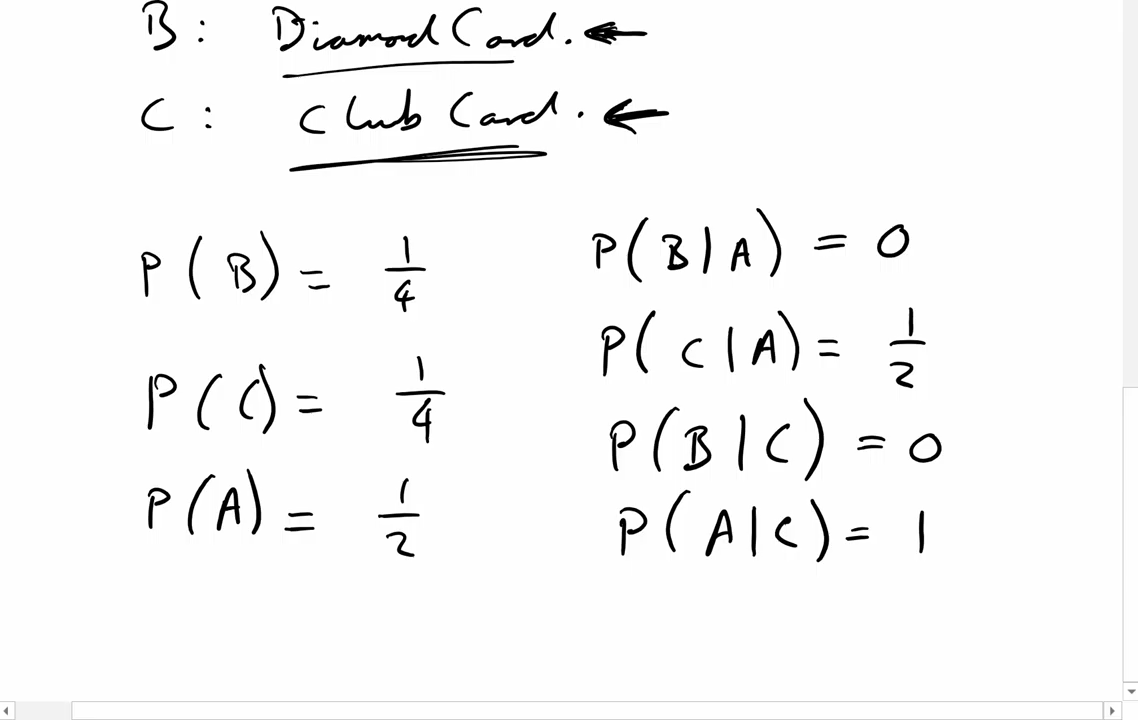 B : Diamond Card.
C : Club Card.
P(B) = 1/4
P(C) = 1/4
P(A) = 1/2
P(B|A) = 0
P(C|A) = 1/2
P(B|C) = 0
P(A|C) = 1